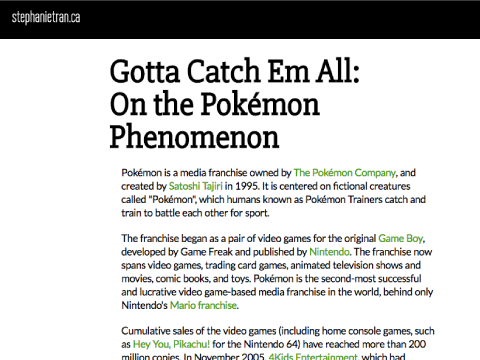 stephanietran.ca
Gotta Catch Em All:
On the Pokémon
Phenomenon
Pokémon is a media franchise owned by The Pokémon Company, and
created by Satoshi Tajiri in 1995. It is centered on fictional creatures
called "Pokémon", which humans known as Pokémon Trainers catch and
train to battle each other for sport.
The franchise began as a pair of video games for the original Game Boy,
developed by Game Freak and published by Nintendo. The franchise now
spans video games, trading card games, animated television shows and
movies, comic books, and toys. Pokémon is the second-most successful
and lucrative video game-based media franchise in the world, behind only
Nintendo's Mario franchise.
Cumulative sales of the video games (including home console games, such
as Hey You, Pikachu! for the Nintendo 64) have reached more than 200
million copies. In November 2005, 4Kids Entertainment, which had